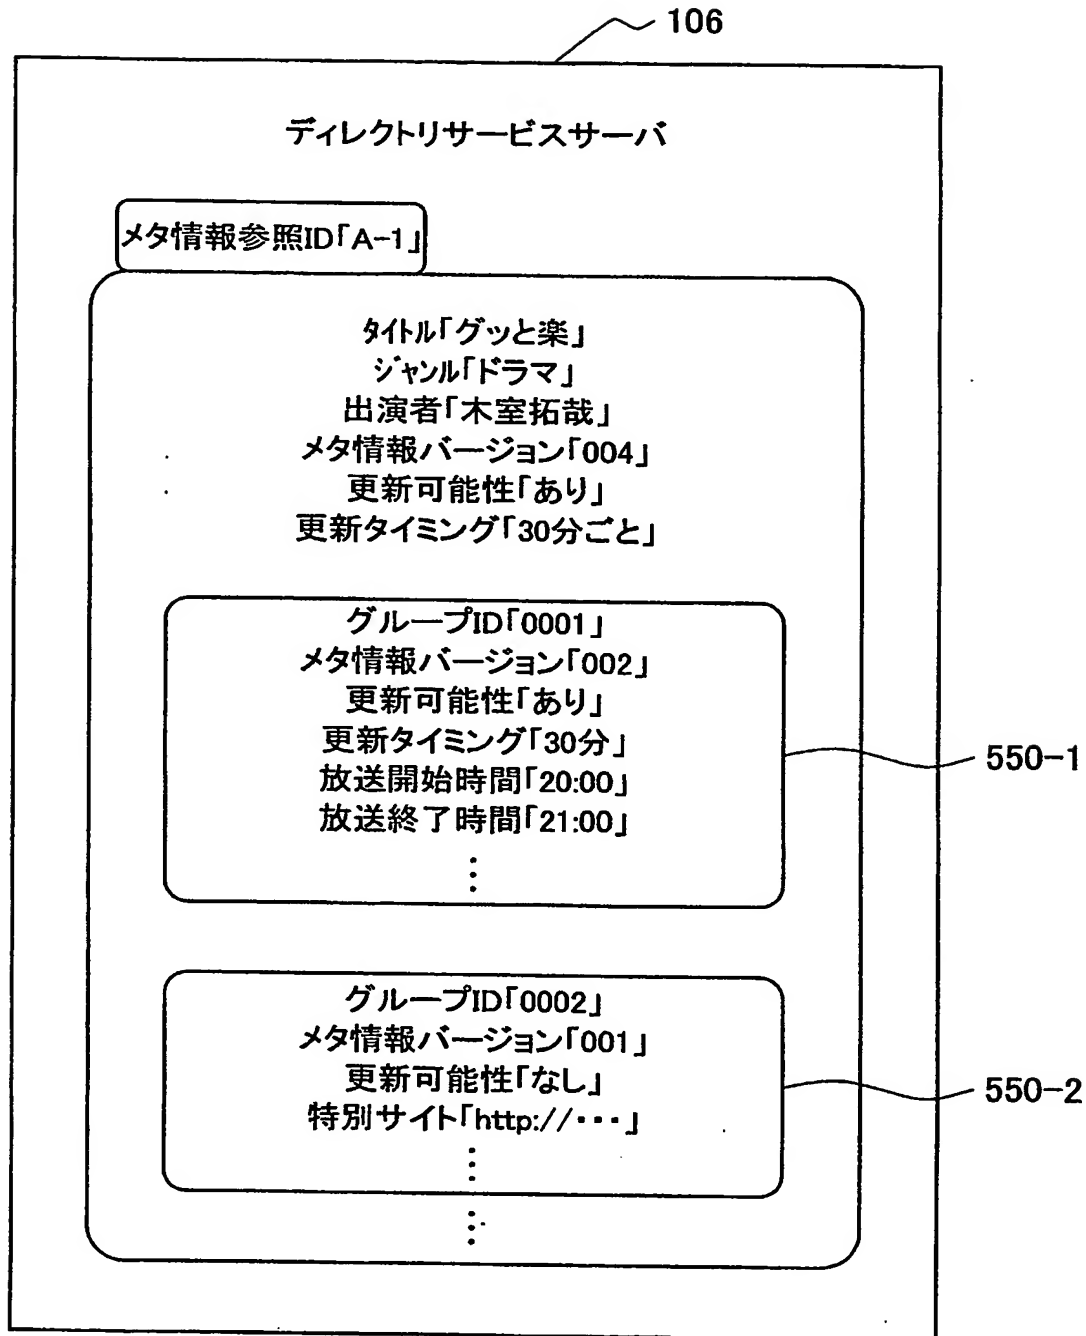 106
ディレクトリサービスサーバ
メタ情報参照ID「A-1」
タイトル「グッと楽」
ジャンル「ドラマ」
出演者「木室拓哉」
メタ情報バージョン「004」
更新可能性「あり」
更新タイミング「30分ごと」
グループID「0001」
メタ情報バージョン「002」
更新可能性「あり」
更新タイミング「30分」
放送開始時間「20:00」
放送終了時間「21:00」
⋮
550-1
グループID「0002」
メタ情報バージョン「001」
更新可能性「なし」
特別サイト「http://・・・」
⋮
550-2
⋮